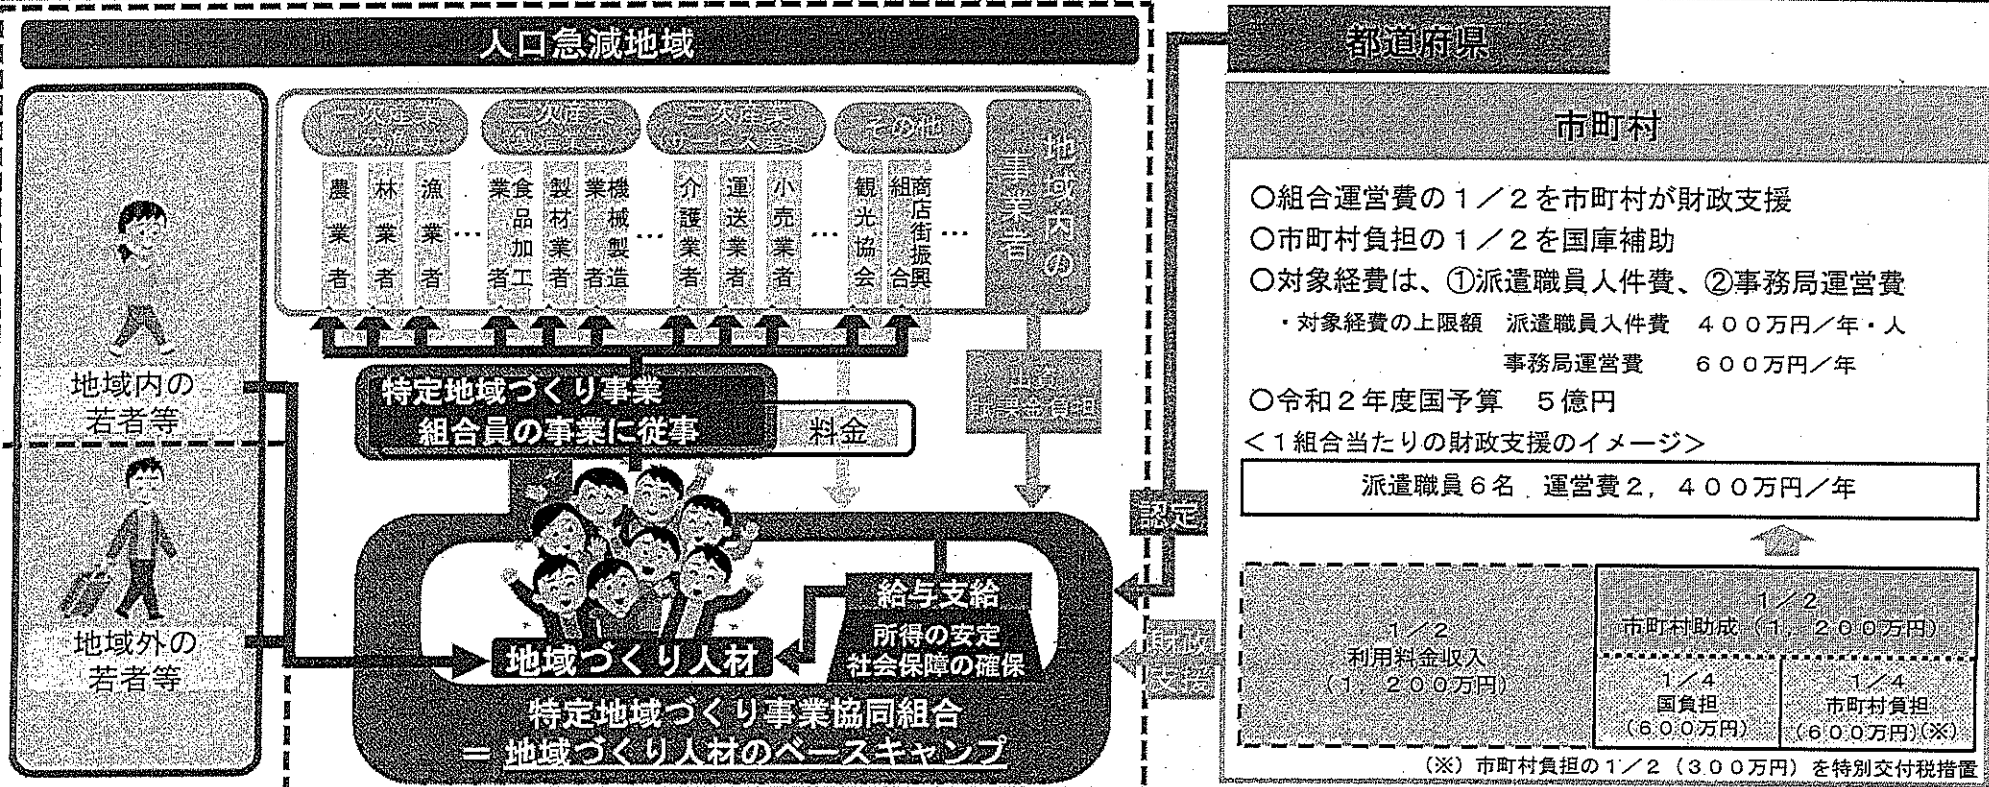 人口急減地域
都道府県
市町村
地域内の
若者等
地域外の
若者等
その他
農業者
林業者
漁業者
…
食品加工業者
製材業者
機械製造業者
…
介護業者
運送業者
小売業者
…
観光協会
商店街振興組合
…
地域内の
事業者
特定地域づくり事業
組合員の事業に従事
料金
認定
給与支給
所得の安定
社会保障の確保
地域づくり人材
特定地域づくり事業協同組合
= 地域づくり人材のベースキャンプ
財政
○組合運営費の1/2を市町村が財政支援
○市町村負担の1/2を国庫補助
○対象経費は、①派遣職員人件費、②事務局運営費
・対象経費の上限額 派遣職員人件費 400万円/年・人
事務局運営費 600万円/年
○令和2年度国予算 5億円
<1組合当たりの財政支援のイメージ>
派遣職員6名 運営費2,400万円/年
1/2
利用料金収入
(1,200万円)
1/2
市町村助成(1,200万円)
1/4
国負担
(600万円)
1/4
市町村負担
(600万円)(※)
(※)市町村負担の1/2(300万円)を特別交付税措置